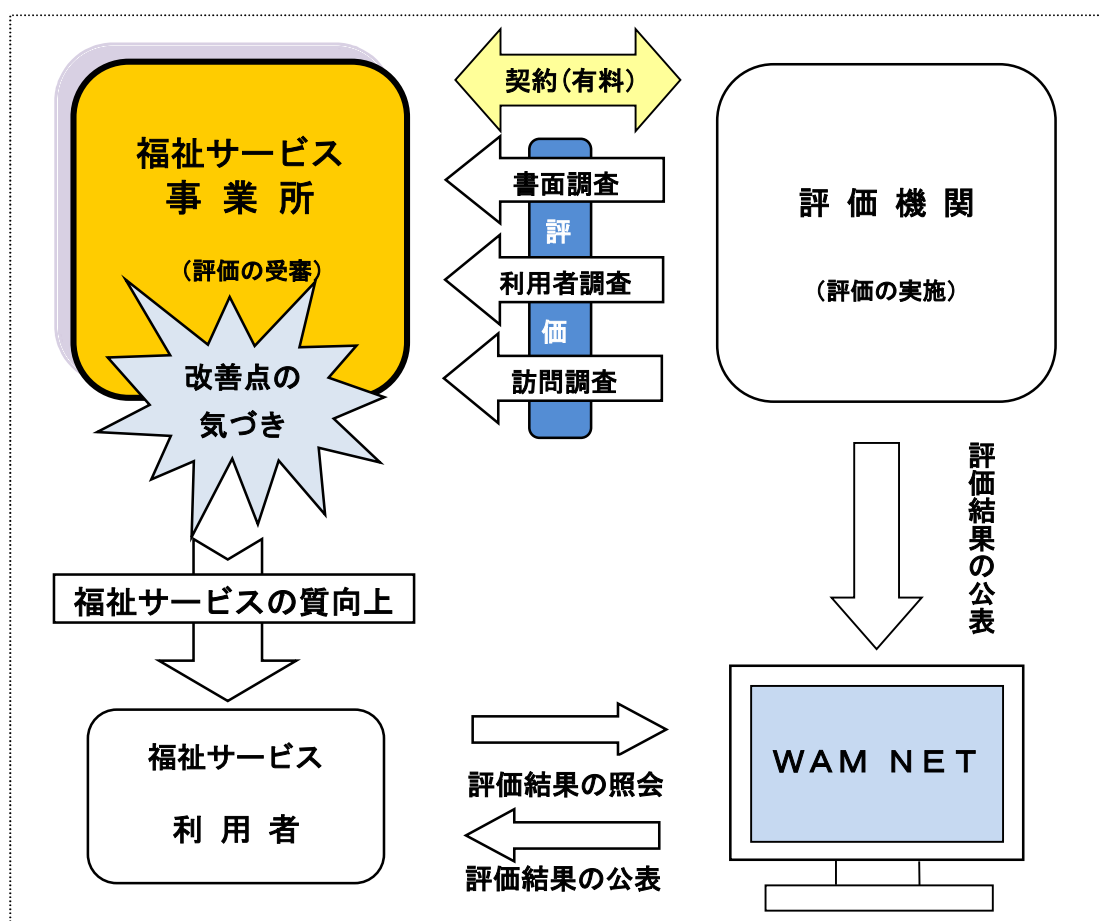 契約(有料)
福祉サービス
事業所
(評価の受審)
書面調査
評
利用者調査
価
訪問調査
評価機関
(評価の実施)
改善点の
気づき
評価結果の公表
福祉サービスの質向上
福祉サービス
利用者
評価結果の照会
評価結果の公表
WAM NET